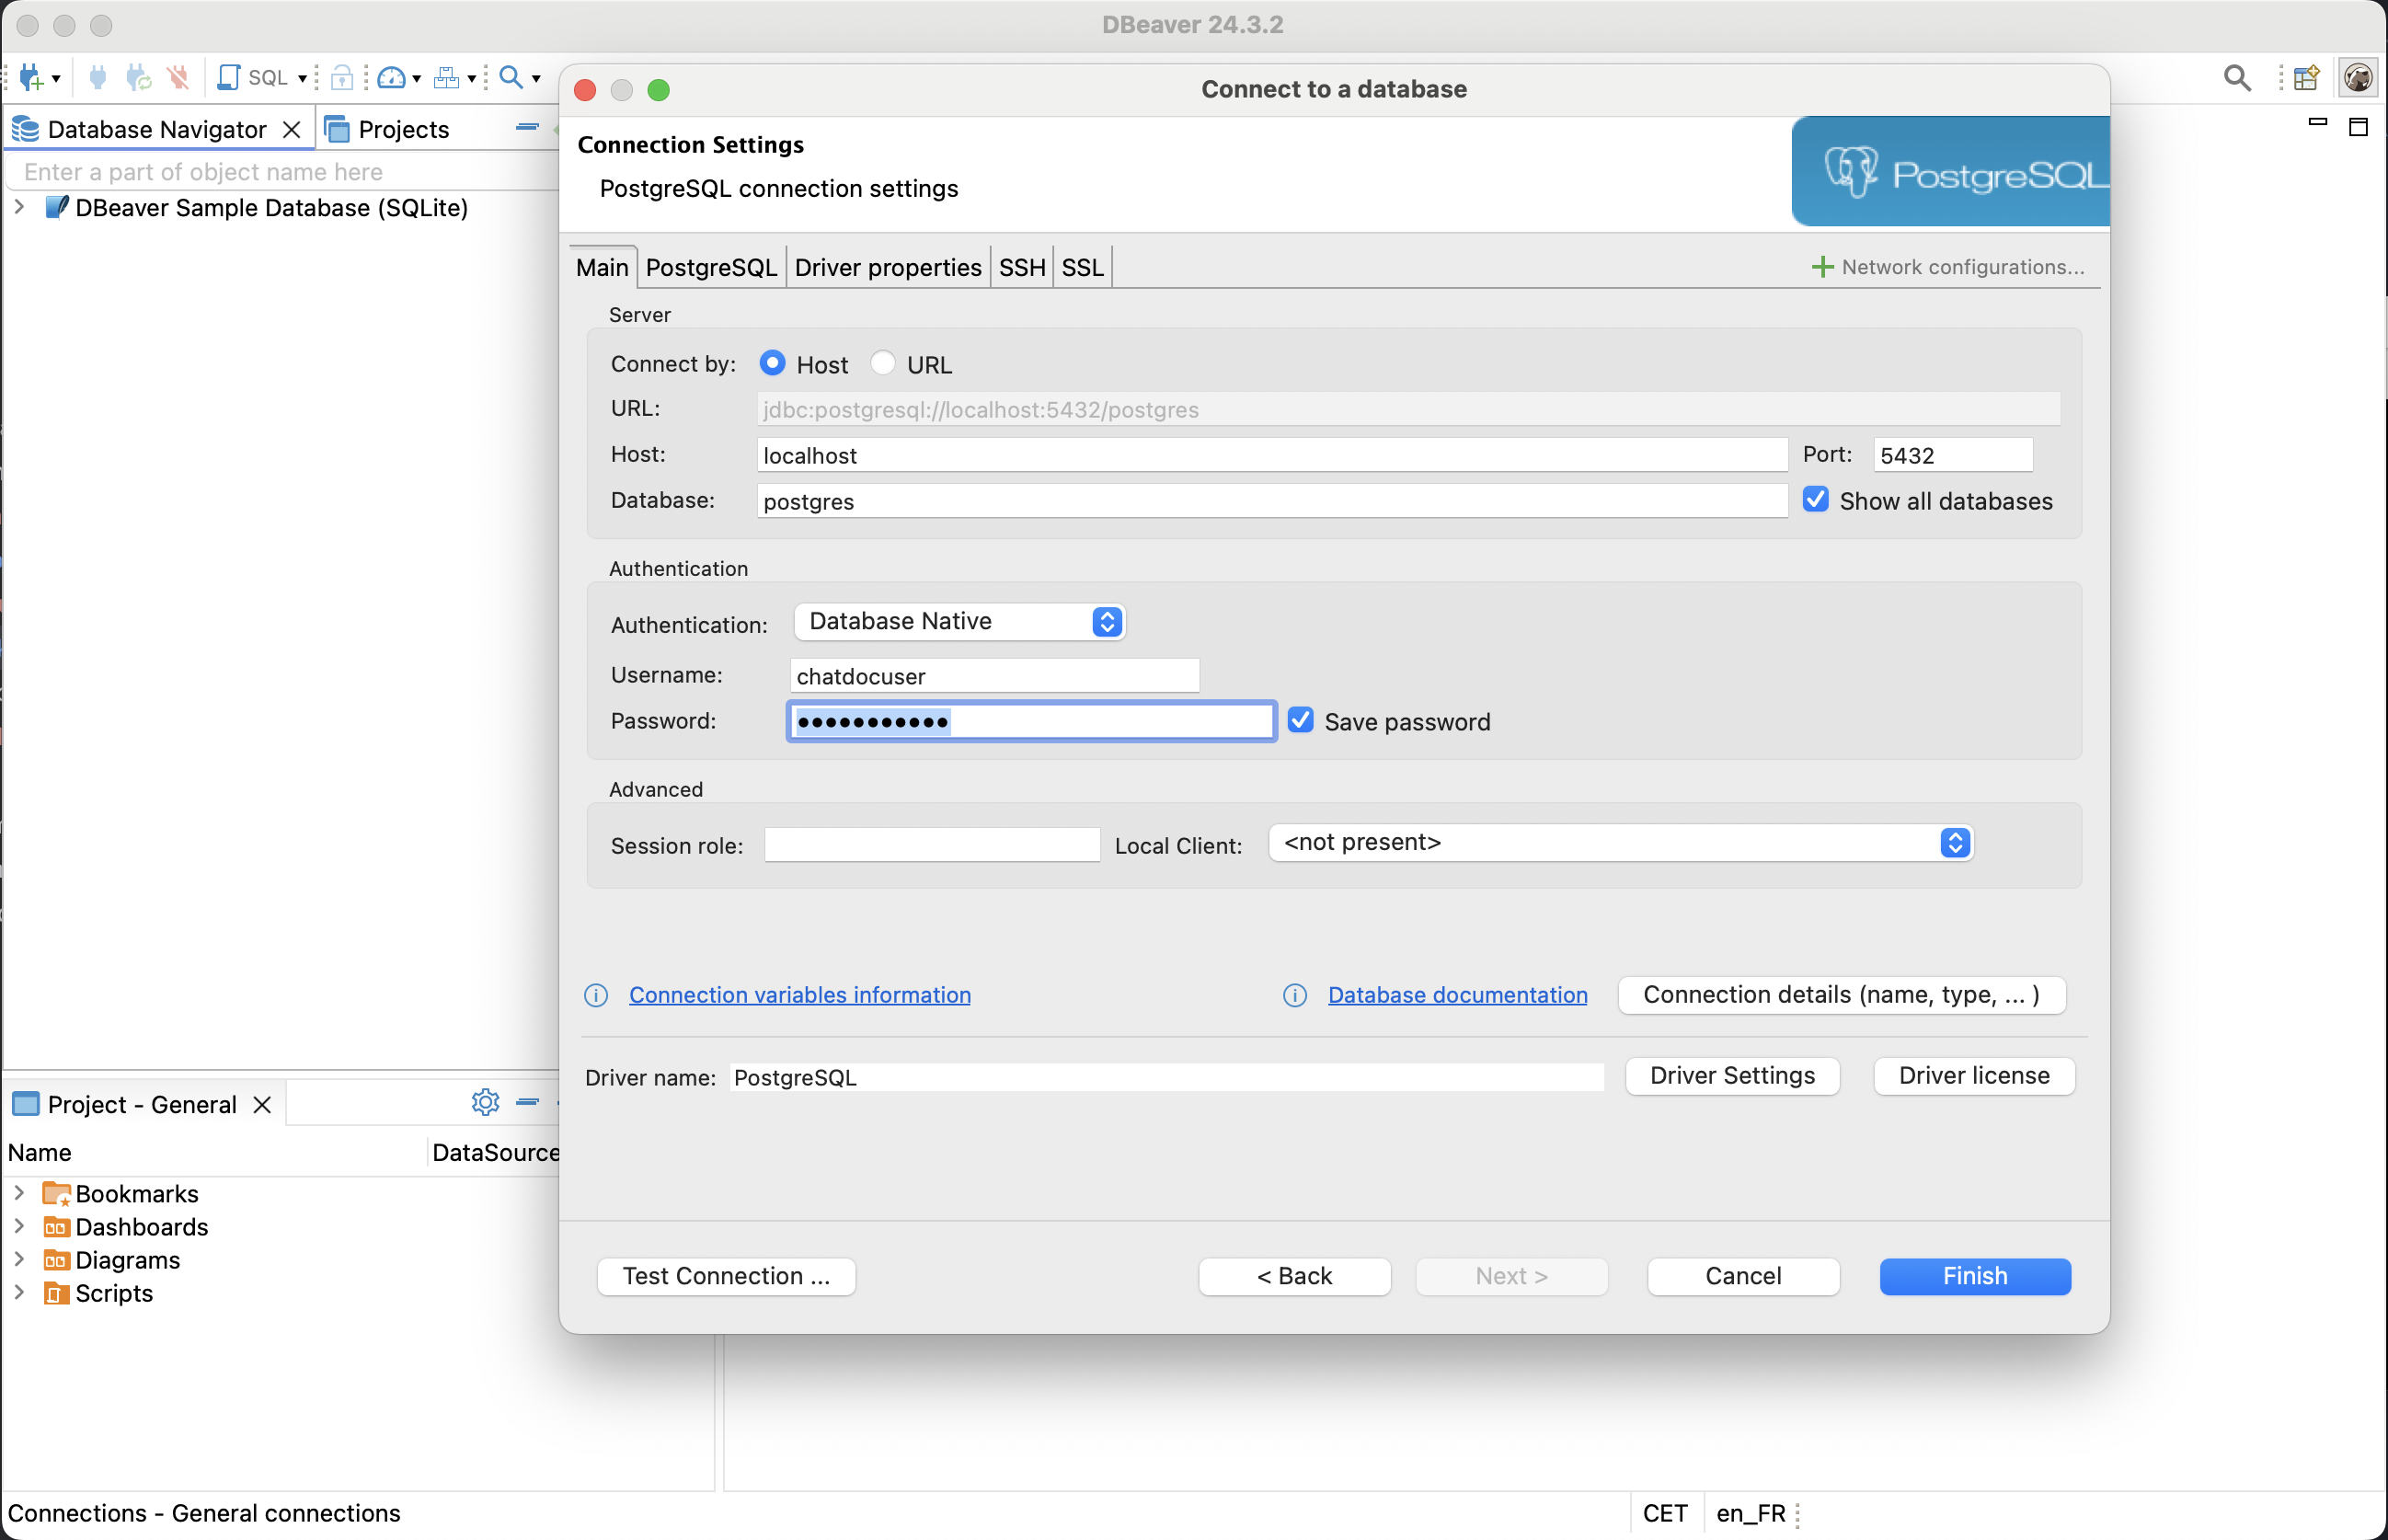 DBeaver 24.3.2
SQL
Connect to a database
Database Navigator
Projects
Enter a part of object name here
DBeaver Sample Database (SQLite)
Connection Settings
PostgreSQL connection settings
PostgreSQL
Main
PostgreSQL
Driver properties
SSH
SSL
Network configurations...
Server
Connect by:
Host
URL
URL:
jdbc:postgresql://localhost:5432/postgres
Host:
localhost
Port:
5432
Database:
postgres
Show all databases
Authentication
Authentication:
Database Native
Username:
chatdocuser
Password:
Save password
Advanced
Session role:
Local Client:
<not present>
Connection variables information
Database documentation
Connection details (name, type, ... )
Driver name:
PostgreSQL
Driver Settings
Driver license
Project - General
Name
DataSource
Bookmarks
Dashboards
Diagrams
Scripts
Test Connection ...
< Back
Next >
Cancel
Finish
Connections - General connections
CET
en_FR